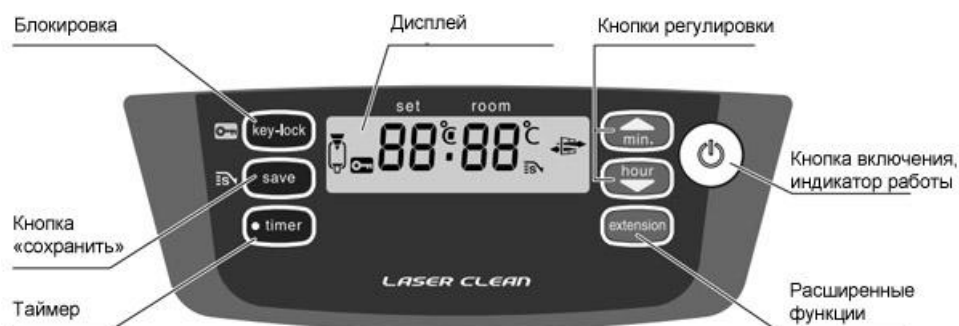 Блокировка
Дисплей
Кнопки регулировки
set room
key-lock
88℃:88℃
min.
save
hour
Кнопка включения,
индикатор работы
timer
extension
Кнопка
«сохранить»
LASER CLEAN
Таймер
Расширенные
функции